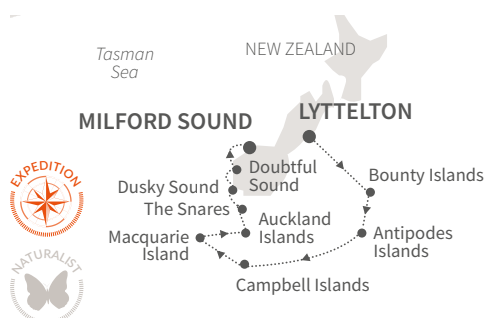 Tasman
Sea
NEW ZEALAND
MILFORD SOUND
LYTTELTON
Doubtful
Sound
Bounty Islands
EXPEDITION
Dusky Sound
The Snares
Auckland
Islands
Macquarie
Island
Antipodes
Islands
NATURALIST
Campbell Islands